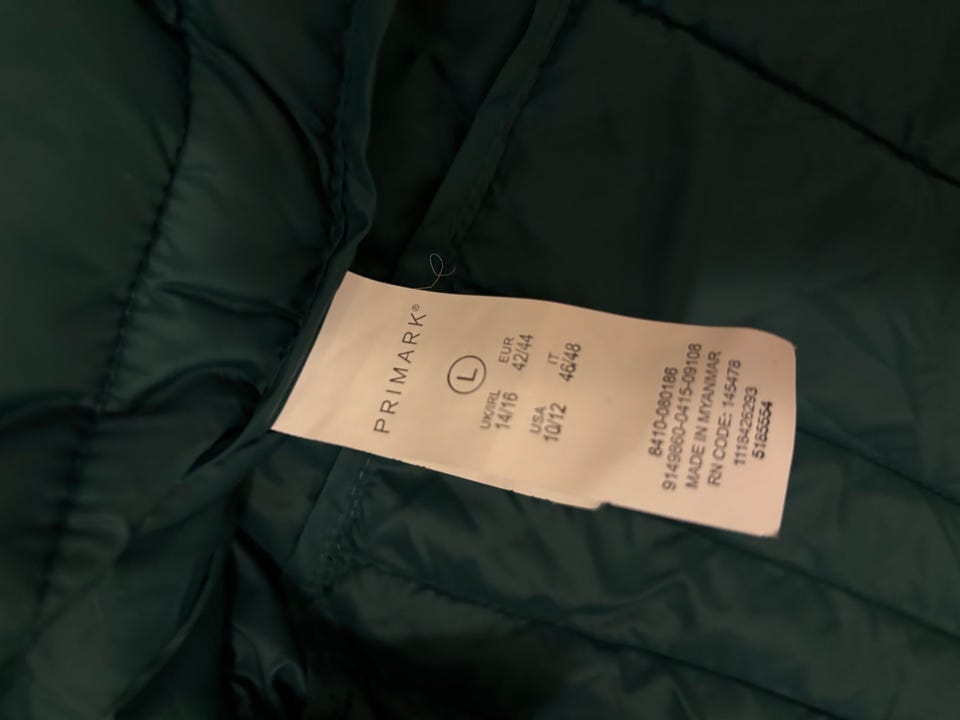 PRIMARK®
L
UK/IRL EUR
14/16 42/44
USA IT
10/12 46/48
8410-080186
9149860-0415-09108
MADE IN MYANMAR
RN CODE: 145478
1118426293
5185554